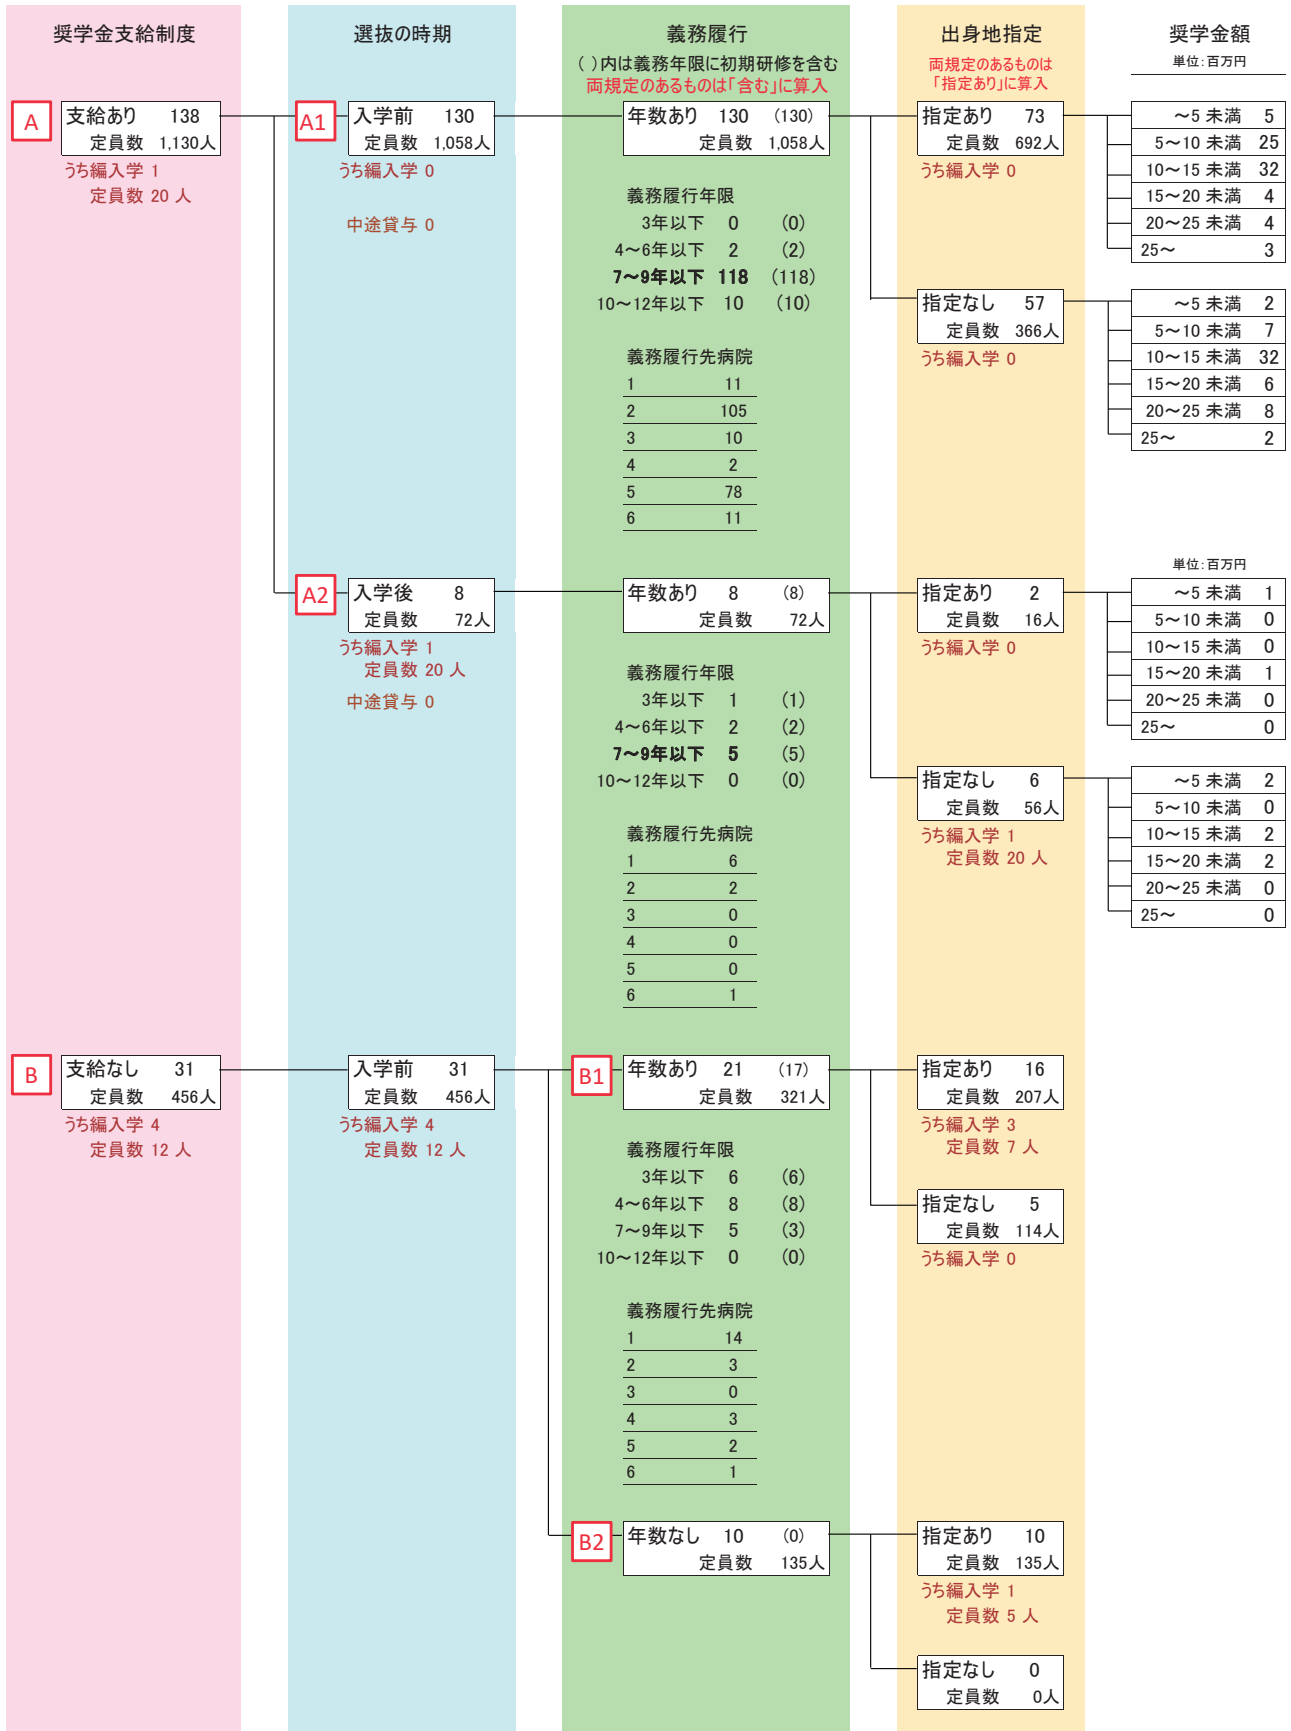 奨学金支給制度
選抜の時期
義務履行
( )内は義務年限に初期研修を含む
両規定のあるものは「含む」に算入
出身地指定
両規定のあるものは
「指定あり」に算入
奨学金額
単位:百万円
A
支給あり 138
定員数 1,130人
うち編入学 1
定員数 20 人
A1
入学前 130
定員数 1,058人
うち編入学 0
中途貸与 0
年数あり 130 (130)
定員数 1,058人
義務履行年限
3年以下 0 (0)
4～6年以下 2 (2)
7～9年以下 118 (118)
10～12年以下 10 (10)
義務履行先病院
1 11
2 105
3 10
4 2
5 78
6 11
指定あり 73
定員数 692人
うち編入学 0
～5 未満 5
5～10 未満 25
10～15 未満 32
15～20 未満 4
20～25 未満 4
25～ 3
指定なし 57
定員数 366人
うち編入学 0
～5 未満 2
5～10 未満 7
10～15 未満 32
15～20 未満 6
20～25 未満 8
25～ 2
A2
入学後 8
定員数 72人
うち編入学 1
定員数 20 人
中途貸与 0
年数あり 8 (8)
定員数 72人
義務履行年限
3年以下 1 (1)
4～6年以下 2 (2)
7～9年以下 5 (5)
10～12年以下 0 (0)
義務履行先病院
1 6
2 2
3 0
4 0
5 0
6 1
指定あり 2
定員数 16人
うち編入学 0
単位:百万円
～5 未満 1
5～10 未満 0
10～15 未満 0
15～20 未満 1
20～25 未満 0
25～ 0
指定なし 6
定員数 56人
うち編入学 1
定員数 20 人
～5 未満 2
5～10 未満 0
10～15 未満 2
15～20 未満 2
20～25 未満 0
25～ 0
B
支給なし 31
定員数 456人
うち編入学 4
定員数 12 人
入学前 31
定員数 456人
うち編入学 4
定員数 12 人
B1
年数あり 21 (17)
定員数 321人
義務履行年限
3年以下 6 (6)
4～6年以下 8 (8)
7～9年以下 5 (3)
10～12年以下 0 (0)
義務履行先病院
1 14
2 3
3 0
4 3
5 2
6 1
指定あり 16
定員数 207人
うち編入学 3
定員数 7 人
指定なし 5
定員数 114人
うち編入学 0
B2
年数なし 10 (0)
定員数 135人
指定あり 10
定員数 135人
うち編入学 1
定員数 5 人
指定なし 0
定員数 0人